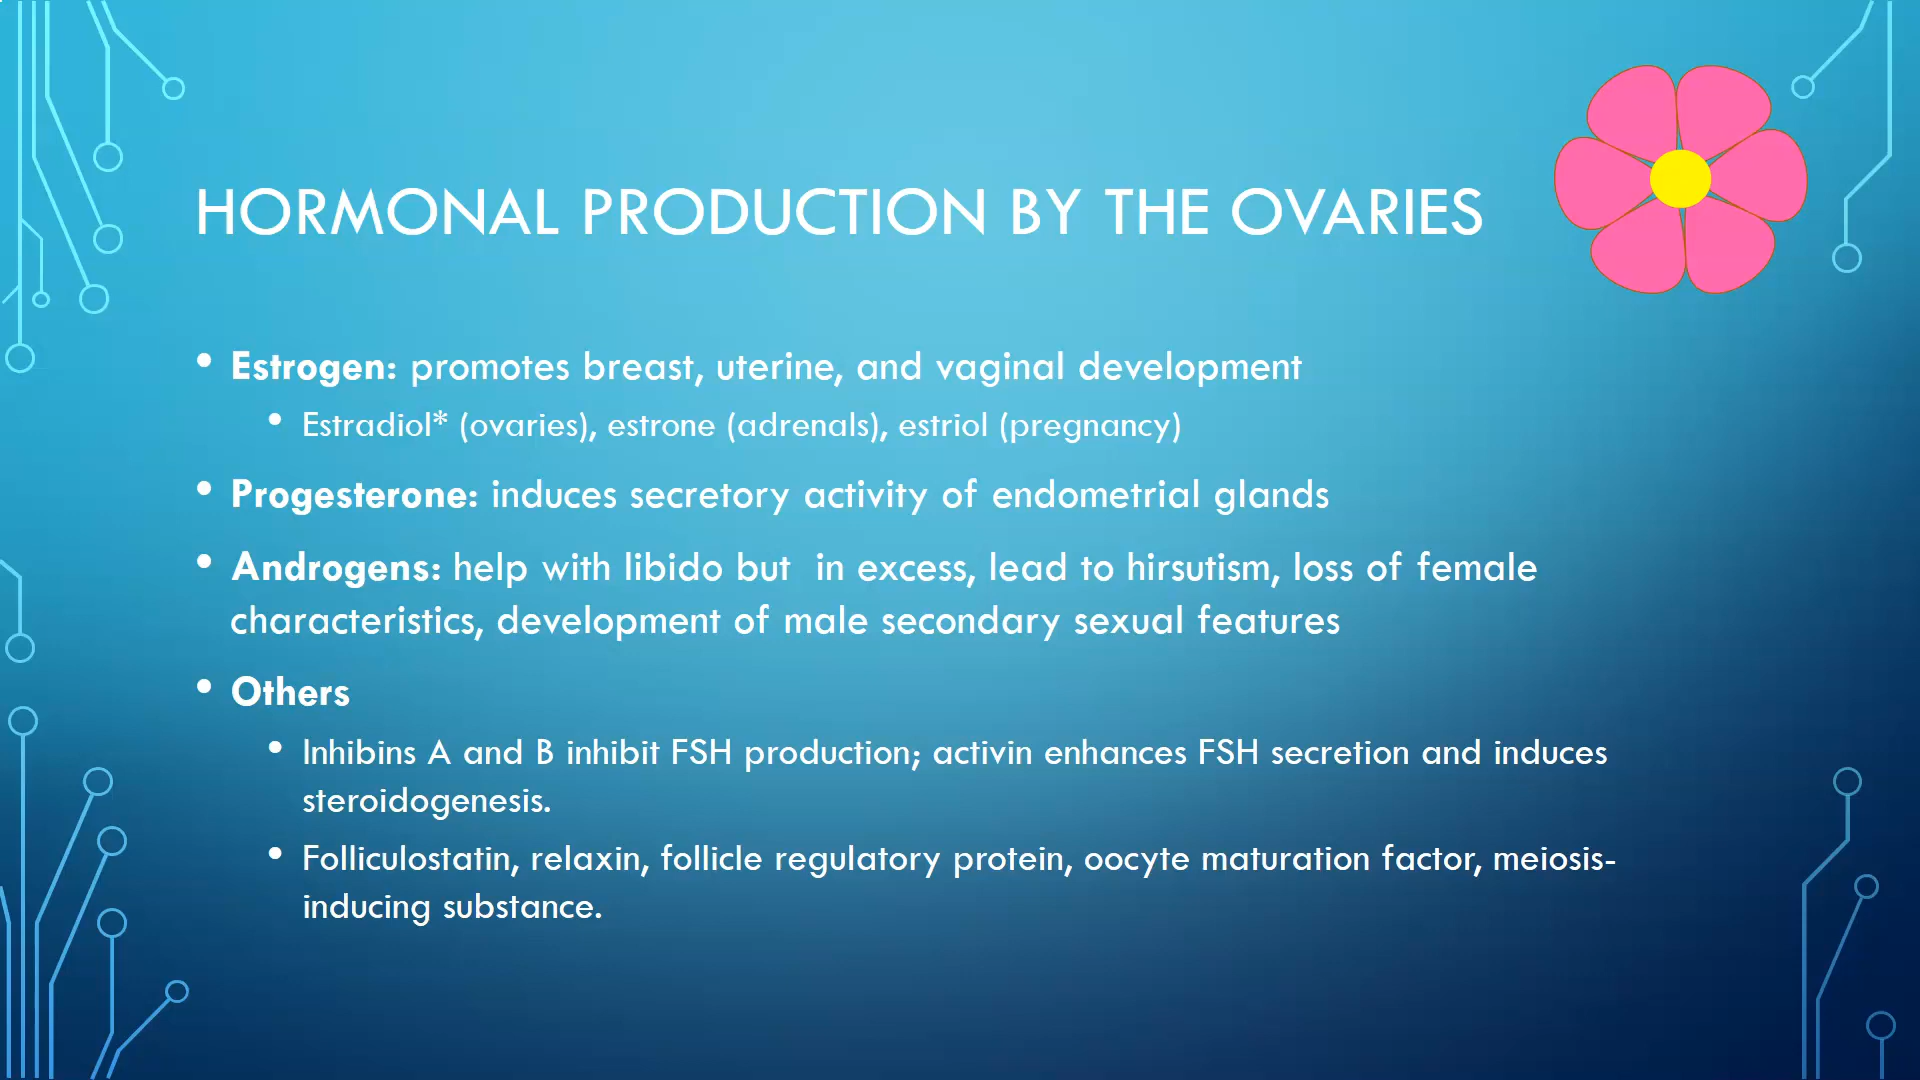 HORMONAL PRODUCTION BY THE OVARIES
• Estrogen: promotes breast, uterine, and vaginal development
• Estradiol* (ovaries), estrone (adrenals), estriol (pregnancy)
• Progesterone: induces secretory activity of endometrial glands
• Androgens: help with libido but  in excess, lead to hirsutism, loss of female
characteristics, development of male secondary sexual features
• Others
• Inhibins A and B inhibit FSH production; activin enhances FSH secretion and induces
steroidogenesis.
• Folliculostatin, relaxin, follicle regulatory protein, oocyte maturation factor, meiosis-
inducing substance.